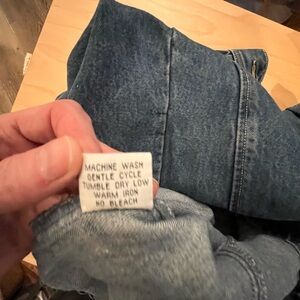 MACHINE WASH
GENTLE CYCLE
TUMBLE DRY LOW
WARM IRON
NO BLEACH